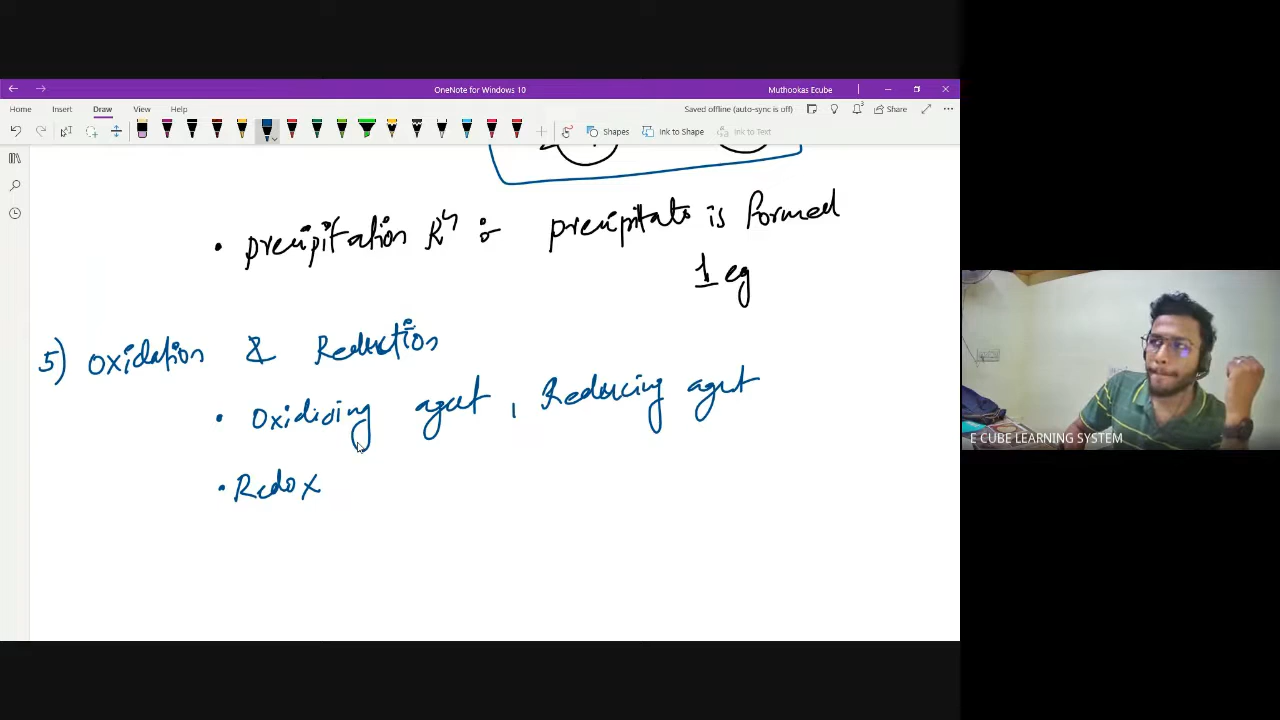 OneNote for Windows 10
Muthookas Ecube
Home Insert Draw View Help
Saved offline (auto-sync is off)
Share
Shapes
Ink to Shape
Ink to Text
• precipitation Rxn : precipitate is formed
1 eg
5) Oxidation & Reduction
• Oxidising agent, Reducing agent
• Redox
E CUBE LEARNING SYSTEM